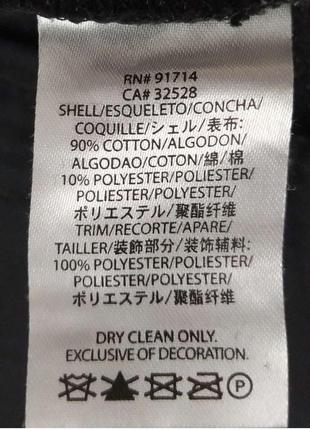 RN# 91714
CA# 32528
SHELL/ESQUELETO/CONCHA/
COQUILLE/シェル/表布:
90% COTTON/ALGODON/
ALGODAO/COTON/綿/棉
10% POLYESTER/POLIESTER/
POLIESTER/POLYESTER/
ポリエステル/聚酯纤维
TRIM/RECORTE/APARE/
TAILLER/装飾部分/装饰辅料:
100% POLYESTER/POLIESTER/
POLIESTER/POLYESTER/
ポリエステル/聚酯纤维
DRY CLEAN ONLY.
EXCLUSIVE OF DECORATION.
P